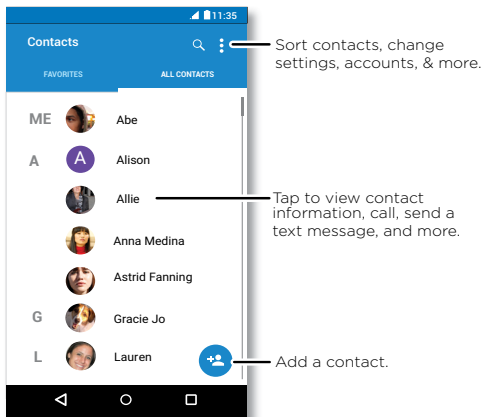 11:35
Contacts
Sort contacts, change
settings, accounts, & more.
FAVORITES
ALL CONTACTS
ME
Abe
A
A
Alison
Allie
Tap to view contact
information, call, send a
text message, and more.
Anna Medina
Astrid Fanning
G
Gracie Jo
L
Lauren
Add a contact.